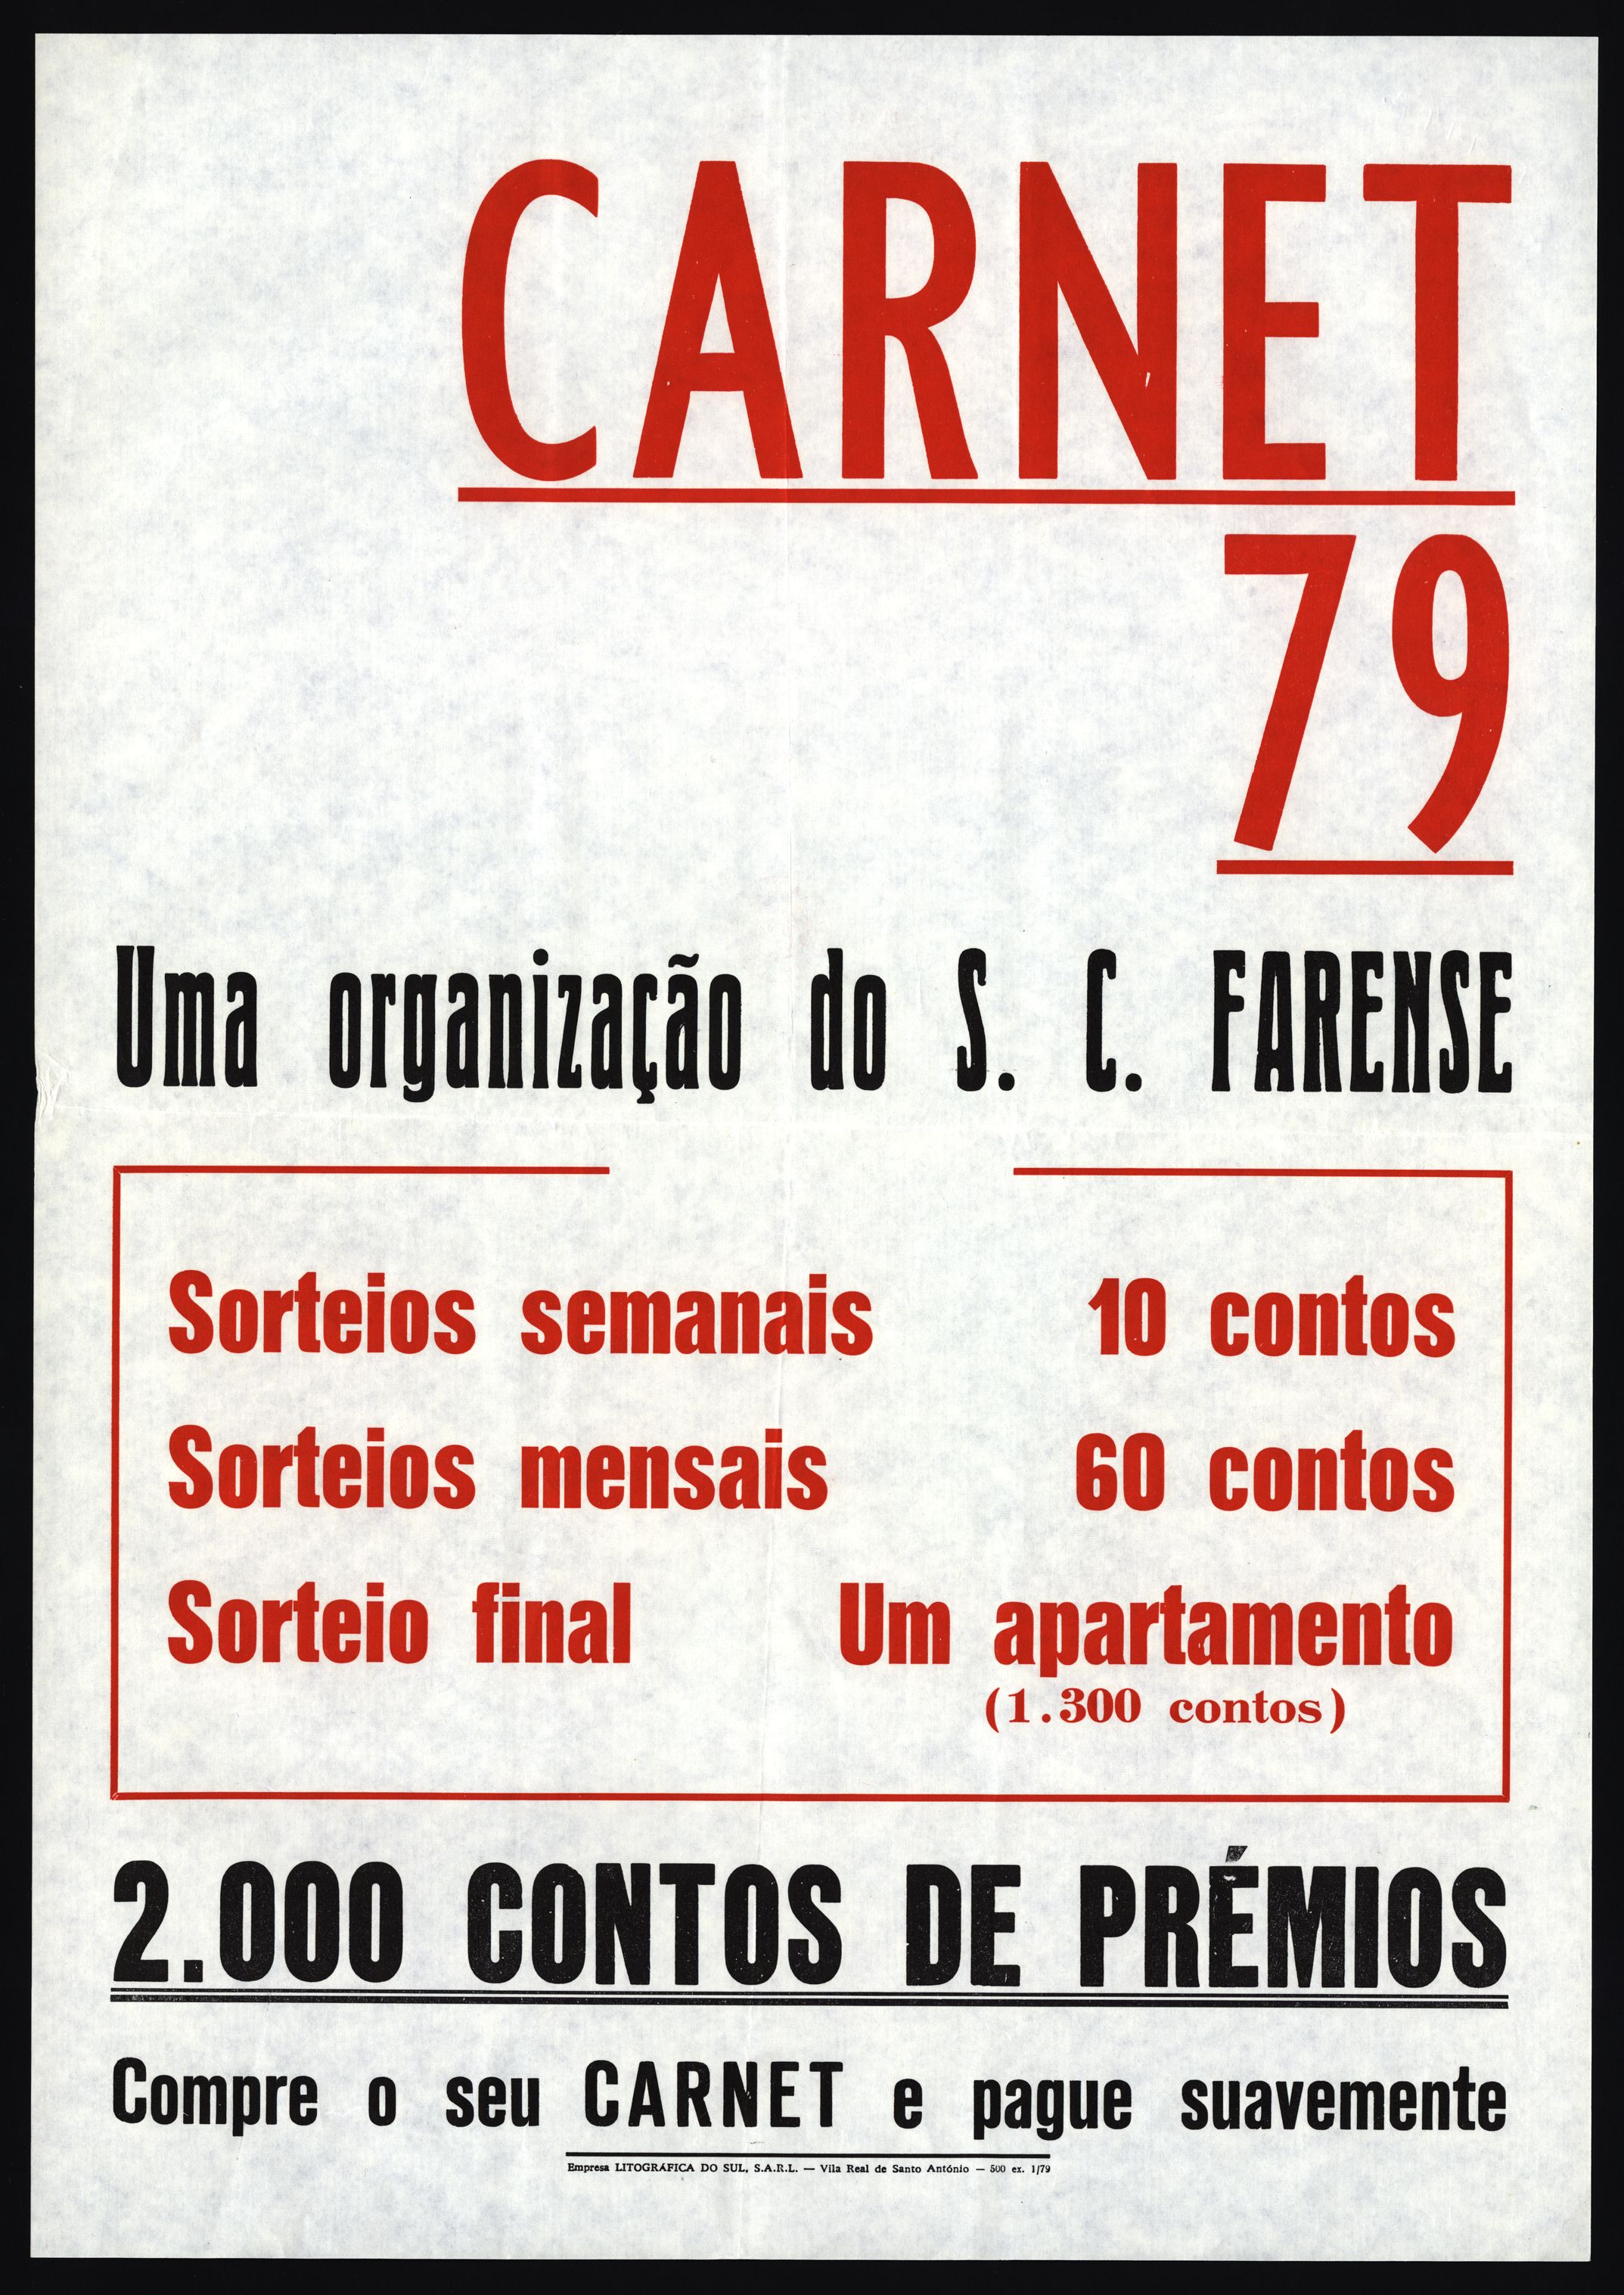 CARNET
79
Uma organização do S. C. FARENSE
Sorteios semanais 10 contos
Sorteios mensais 60 contos
Sorteio final Um apartamento
(1.300 contos)
2.000 CONTOS DE PRÉMIOS
Compre o seu CARNET e pague suavemente
Empresa LITOGRÁFICA DO SUL, S.A.R.L. — Vila Real de Santo António — 500 ex. 1/79